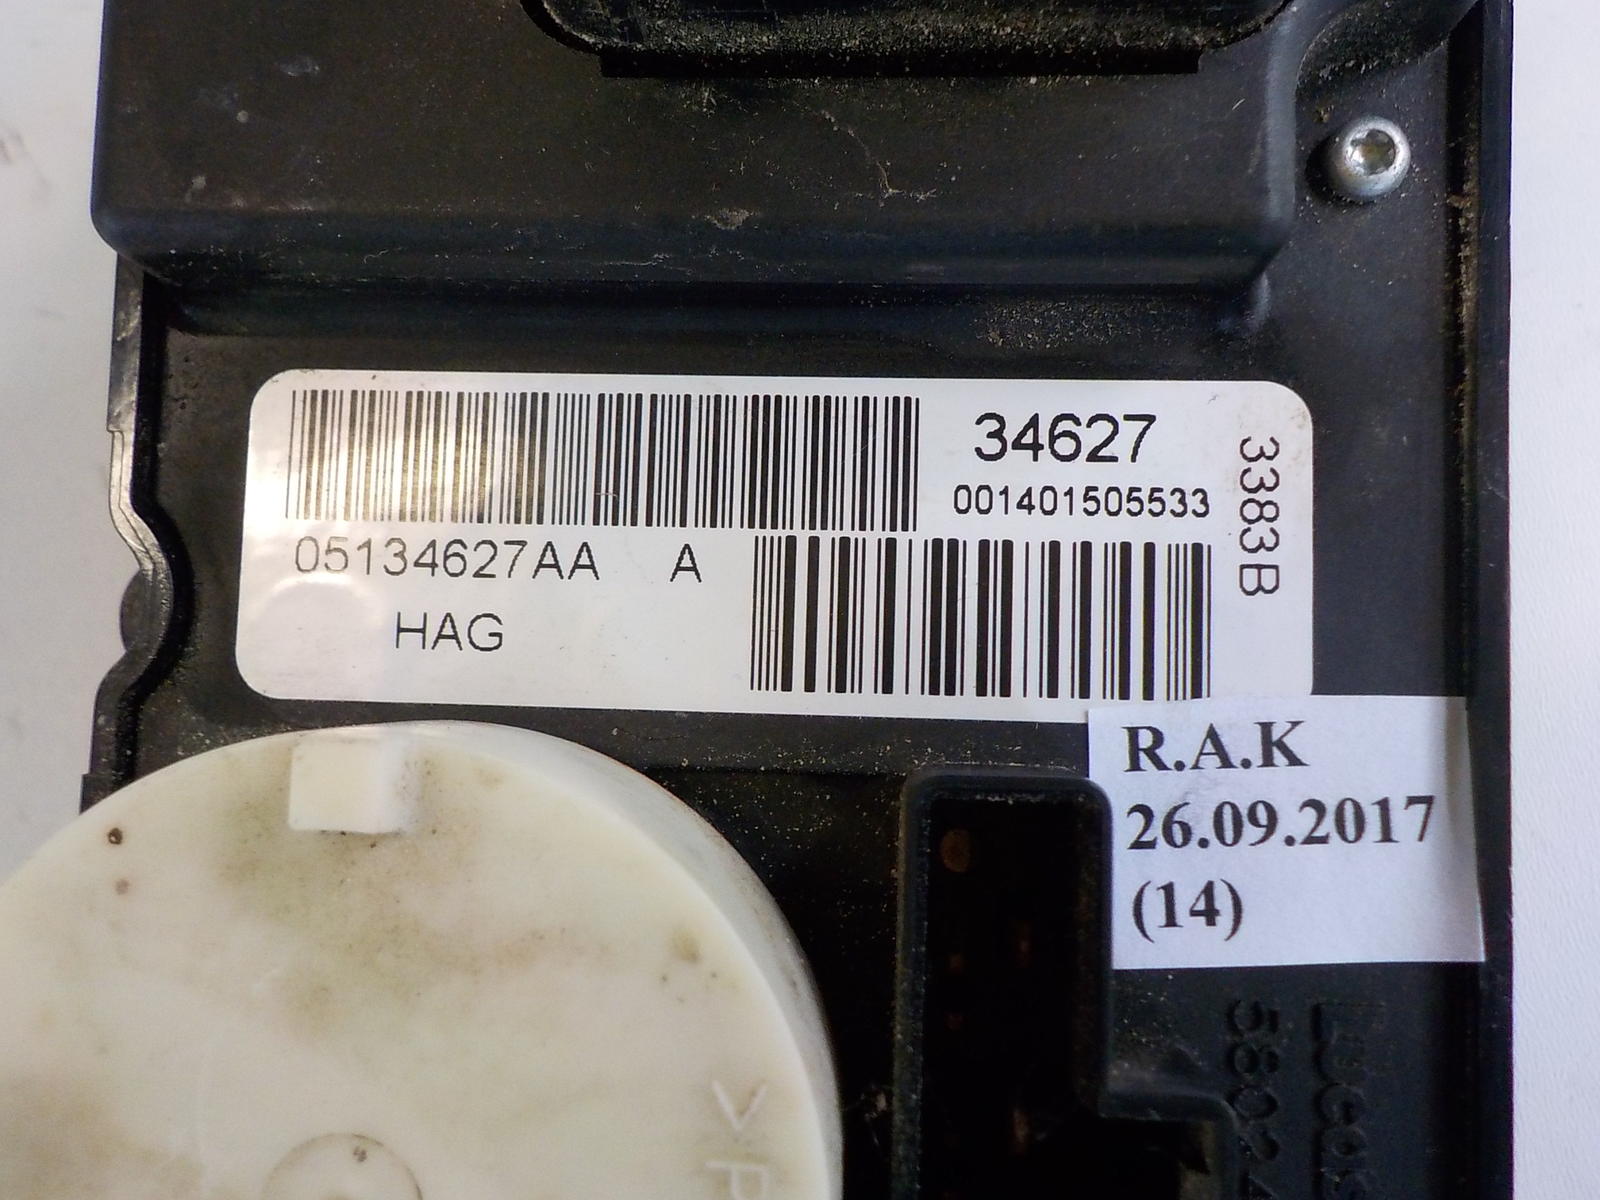 34627
001401505533
3383B
05134627AA A
HAG
R.A.K
26.09.2017
(14)